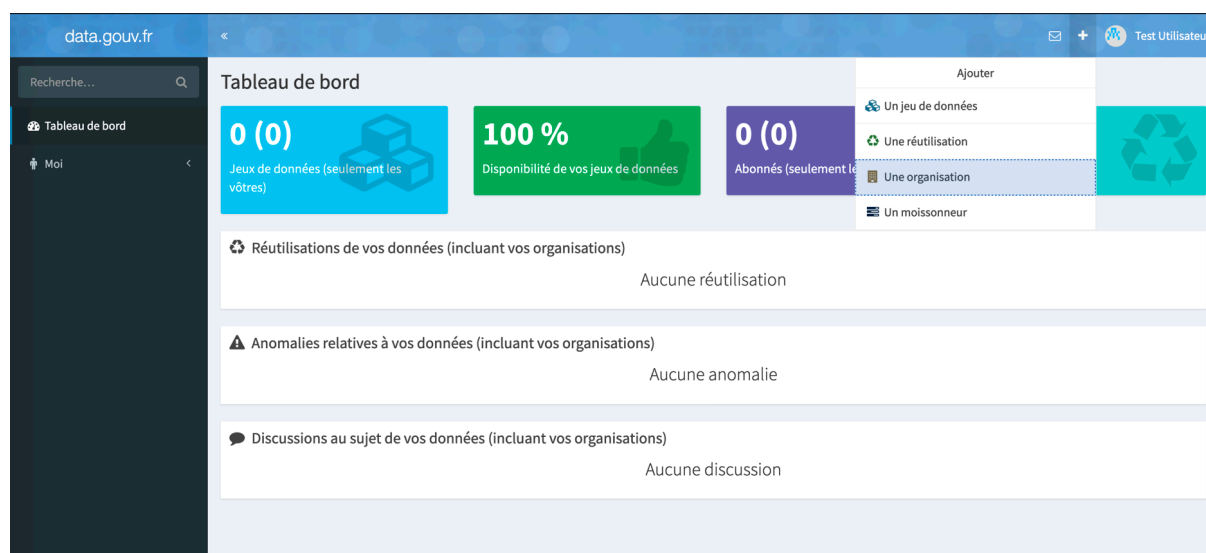 data.gouv.fr
«
+
Test Utilisateu
Recherche...
Tableau de bord
Moi
<
Tableau de bord
0 (0)
Jeux de données (seulement les
vôtres)
100 %
Disponibilité de vos jeux de données
0 (0)
Abonnés (seulement le
Ajouter
Un jeu de données
Une réutilisation
Une organisation
Un moissonneur
Réutilisations de vos données (incluant vos organisations)
Aucune réutilisation
Anomalies relatives à vos données (incluant vos organisations)
Aucune anomalie
Discussions au sujet de vos données (incluant vos organisations)
Aucune discussion